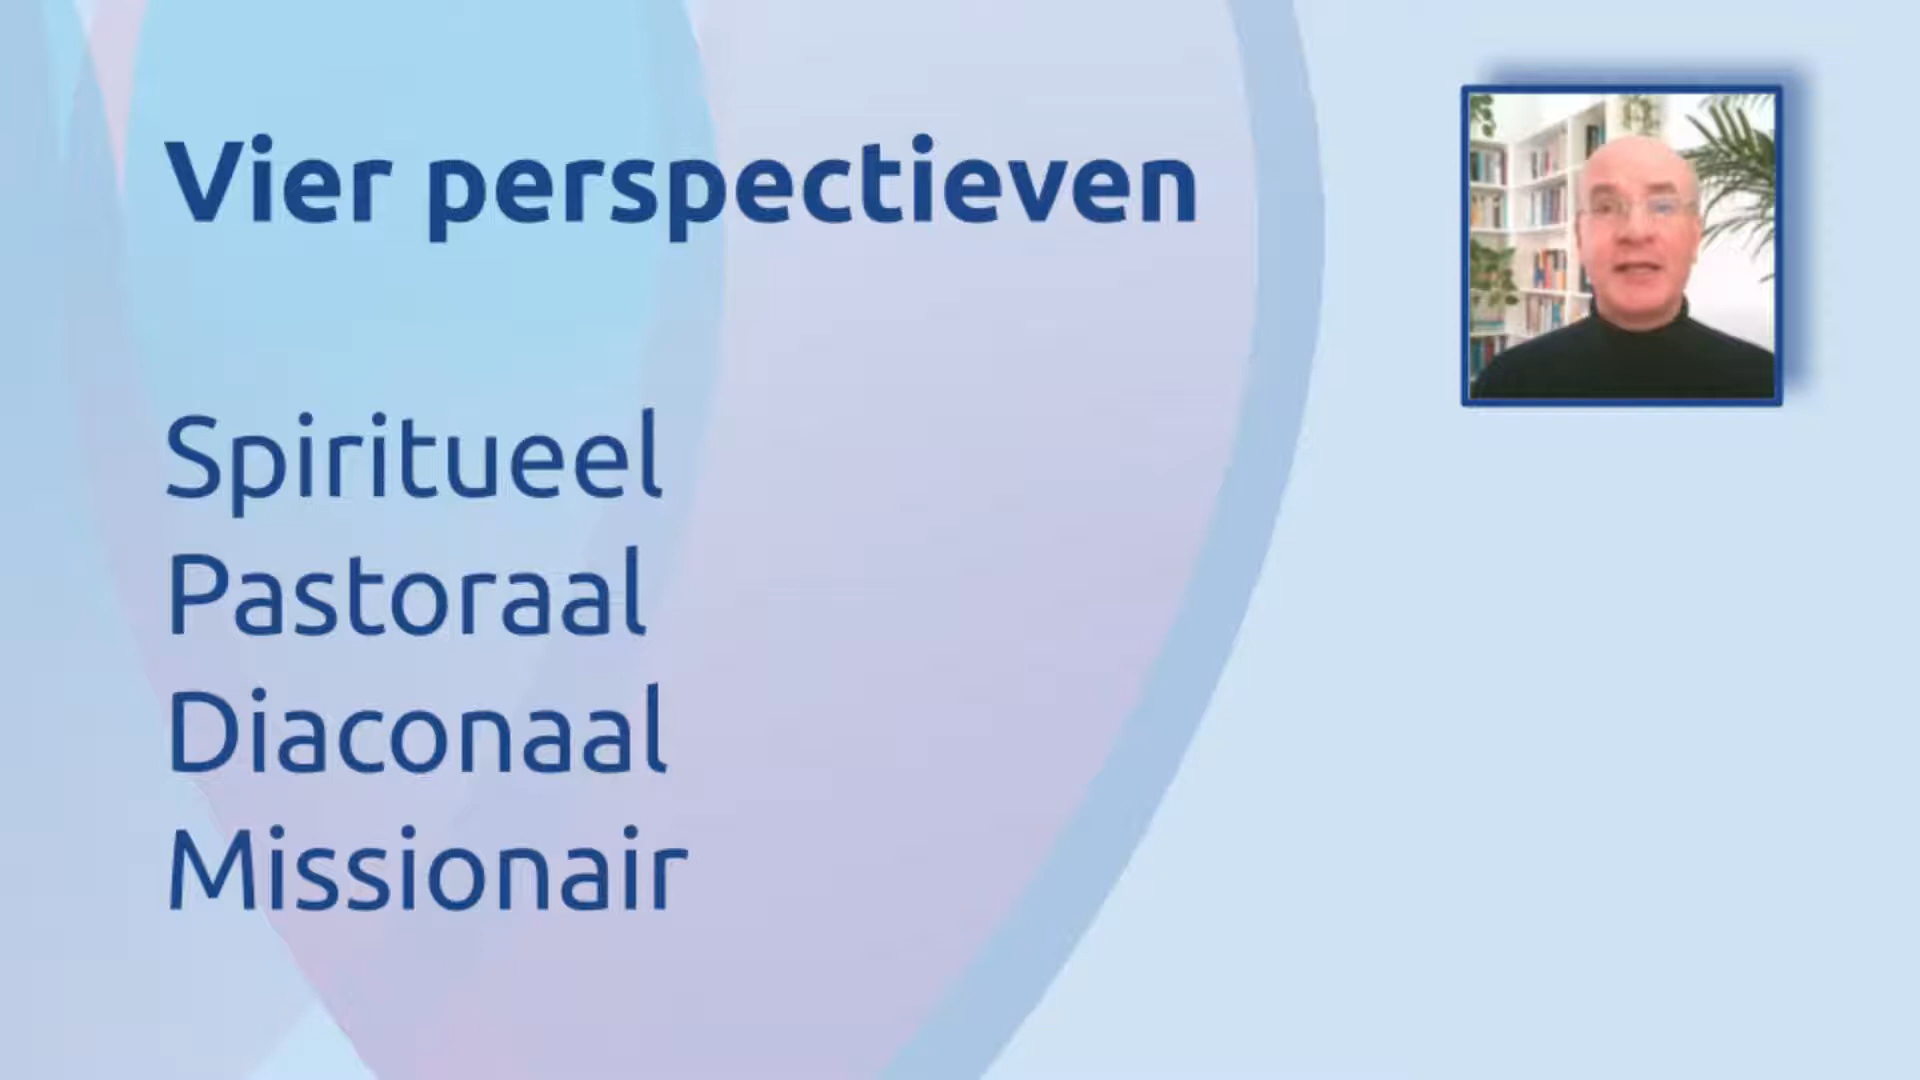 Vier perspectieven
Spiritueel
Pastoraal
Diaconaal
Missionair